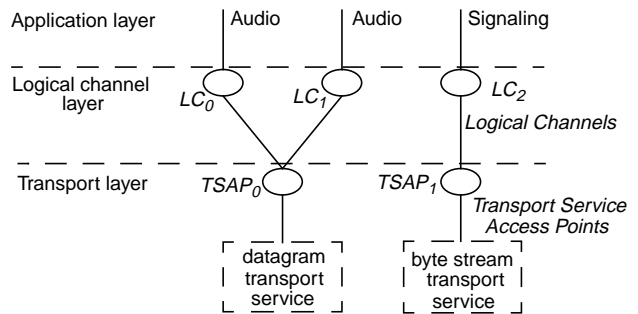 Application layer
Audio
Audio
Signaling
Logical channel
layer
LC0
LC1
LC2
Logical Channels
Transport layer
TSAP0
TSAP1
Transport Service
Access Points
datagram
transport
service
byte stream
transport
service